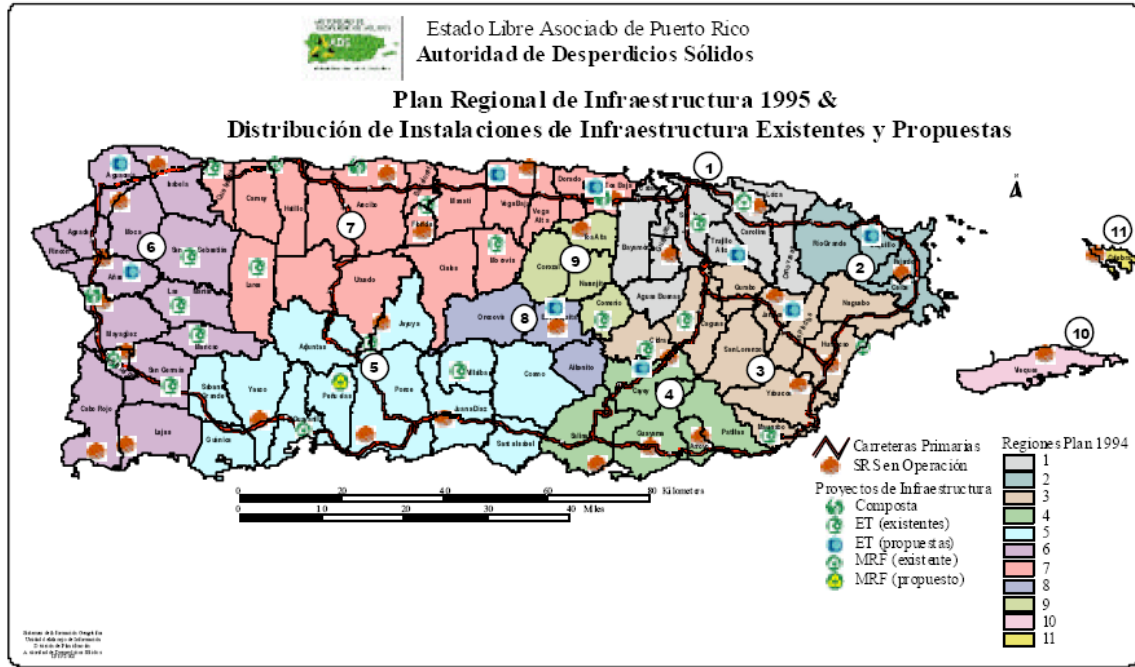 ADS
Estado Libre Asociado de Puerto Rico
Autoridad de Desperdicios Sólidos
Plan Regional de Infraestructura 1995 &
Distribución de Instalaciones de Infraestructura Existentes y Propuestas
N
1
2
3
4
5
6
7
8
9
10
11
Isabela
Camuy
Hatillo
Arecibo
Florida
Manatí
Vega Baja
Vega Alta
Dorado
Toa Baja
Toa Alta
Bayamón
Trujillo Alto
Carolina
Loiza
Río Grande
Fajardo
Ceiba
Naguabo
Gurabo
Caguas
San Lorenzo
Yabucoa
Maunabo
Patillas
Arroyo
Guayama
Salinas
Cayey
Cidra
Aguas Buenas
Comerio
Naranjito
Corozal
Morovis
Ciales
Orocovis
Aibonito
Coamo
Villalba
Juana Díaz
Santa Isabel
Ponce
Jayuya
Adjuntas
Utuado
Lares
San Sebastián
Moca
Aguada
Rincón
Añasco
Mayagüez
Las Marías
Maricao
San Germán
Sabana Grande
Yauco
Peñuelas
Guánica
Lajas
Cabo Rojo
Vieques
Culebra
0 20 40 60 80 Kilometers
0 10 20 30 40 Miles
Carreteras Primarias
SRS en Operación
Proyectos de Infraestructura
Composta
ET (existentes)
ET (propuestas)
MRF (existente)
MRF (propuesto)
Regiones Plan 1994
1
2
3
4
5
6
7
8
9
10
11